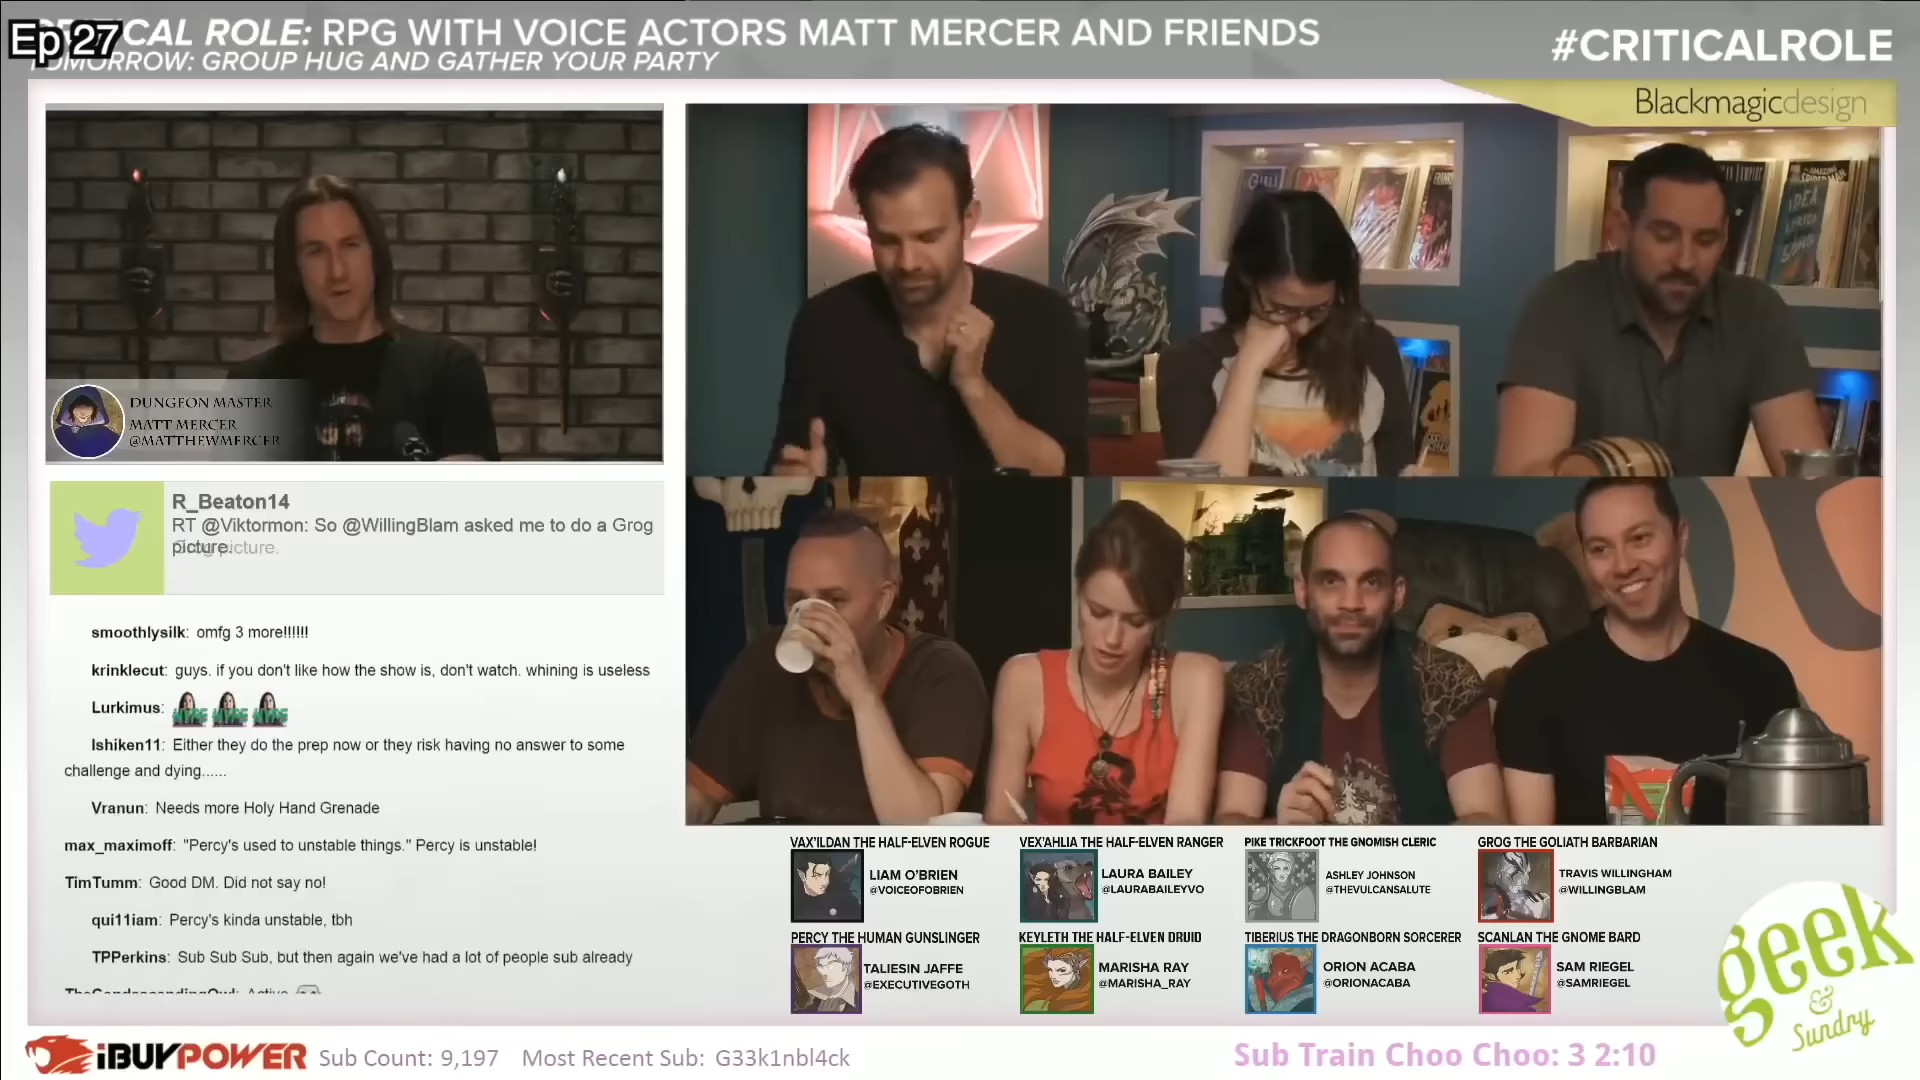 Ep 27
CAL ROLE: RPG WITH VOICE ACTORS MATT MERCER AND FRIENDS
TOMORROW: GROUP HUG AND GATHER YOUR PARTY
#CRITICALROLE
Blackmagicdesign
DUNGEON MASTER
MATT MERCER
@MATTHEWMERCER
R_Beaton14
RT @Viktormon: So @WillingBlam asked me to do a Grog
picture.
smoothlysilk: omfg 3 more!!!!!!
krinklecut: guys. if you don't like how the show is, don't watch. whining is useless
Lurkimus: HYPE HYPE HYPE
Ishiken11: Either they do the prep now or they risk having no answer to some
challenge and dying......
Vranun: Needs more Holy Hand Grenade
max_maximoff: "Percy's used to unstable things." Percy is unstable!
TimTumm: Good DM. Did not say no!
qui11iam: Percy's kinda unstable, tbh
TPPerkins: Sub Sub Sub, but then again we've had a lot of people sub already
VAX'ILDAN THE HALF-ELVEN ROGUE
LIAM O'BRIEN
@VOICEOFOBRIEN
VEX'AHLIA THE HALF-ELVEN RANGER
LAURA BAILEY
@LAURABAILEYVO
PIKE TRICKFOOT THE GNOMISH CLERIC
ASHLEY JOHNSON
@THEVULCANSALUTE
GROG THE GOLIATH BARBARIAN
TRAVIS WILLINGHAM
@WILLINGBLAM
PERCY THE HUMAN GUNSLINGER
TALIESIN JAFFE
@EXECUTIVEGOTH
KEYLETH THE HALF-ELVEN DRUID
MARISHA RAY
@MARISHA_RAY
TIBERIUS THE DRAGONBORN SORCERER
ORION ACABA
@ORIONACABA
SCANLAN THE GNOME BARD
SAM RIEGEL
@SAMRIEGEL
geek
&
Sundry
iBUYPOWER
Sub Count: 9,197
Most Recent Sub: G33k1nbl4ck
Sub Train Choo Choo: 3 2:10